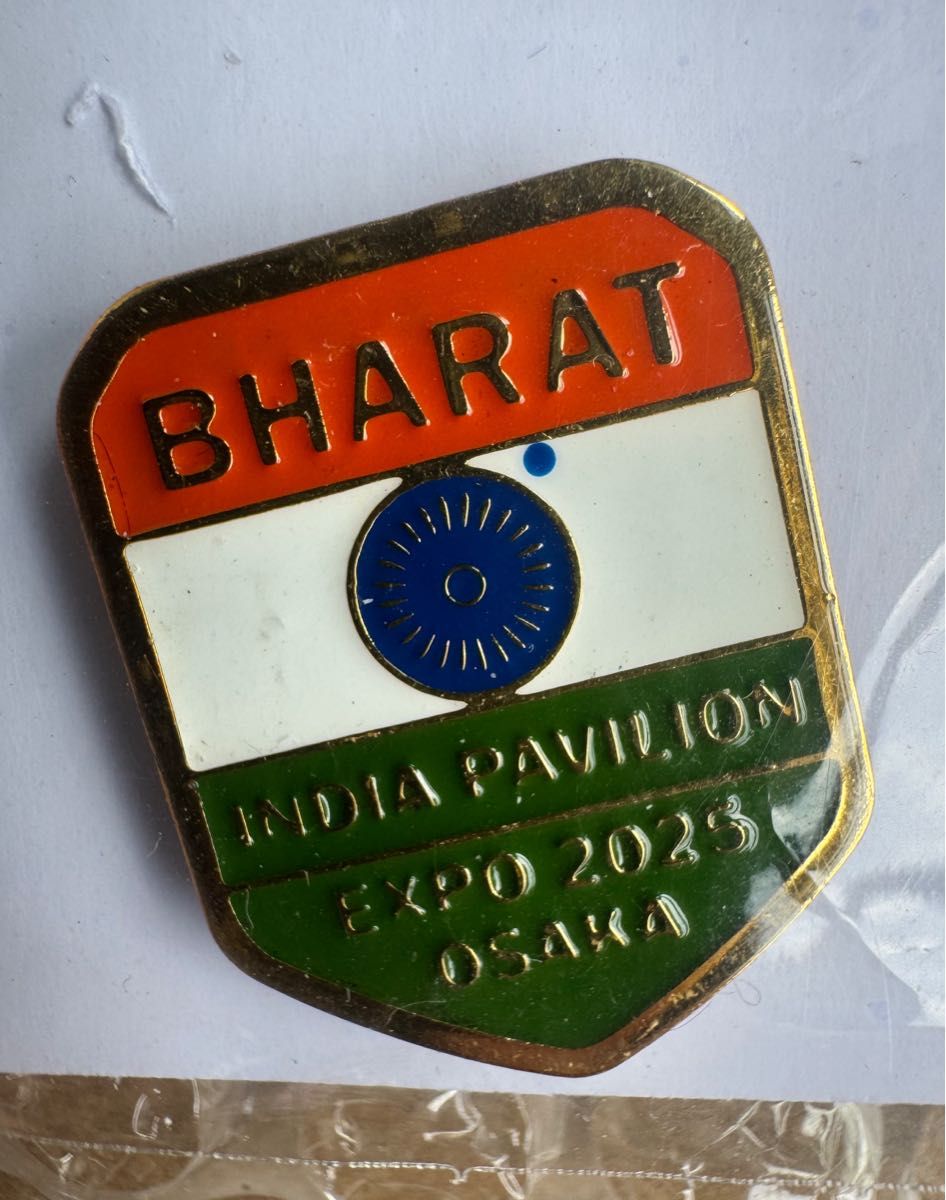 BHARAT
INDIA PAVILION
EXPO 2025
OSAKA